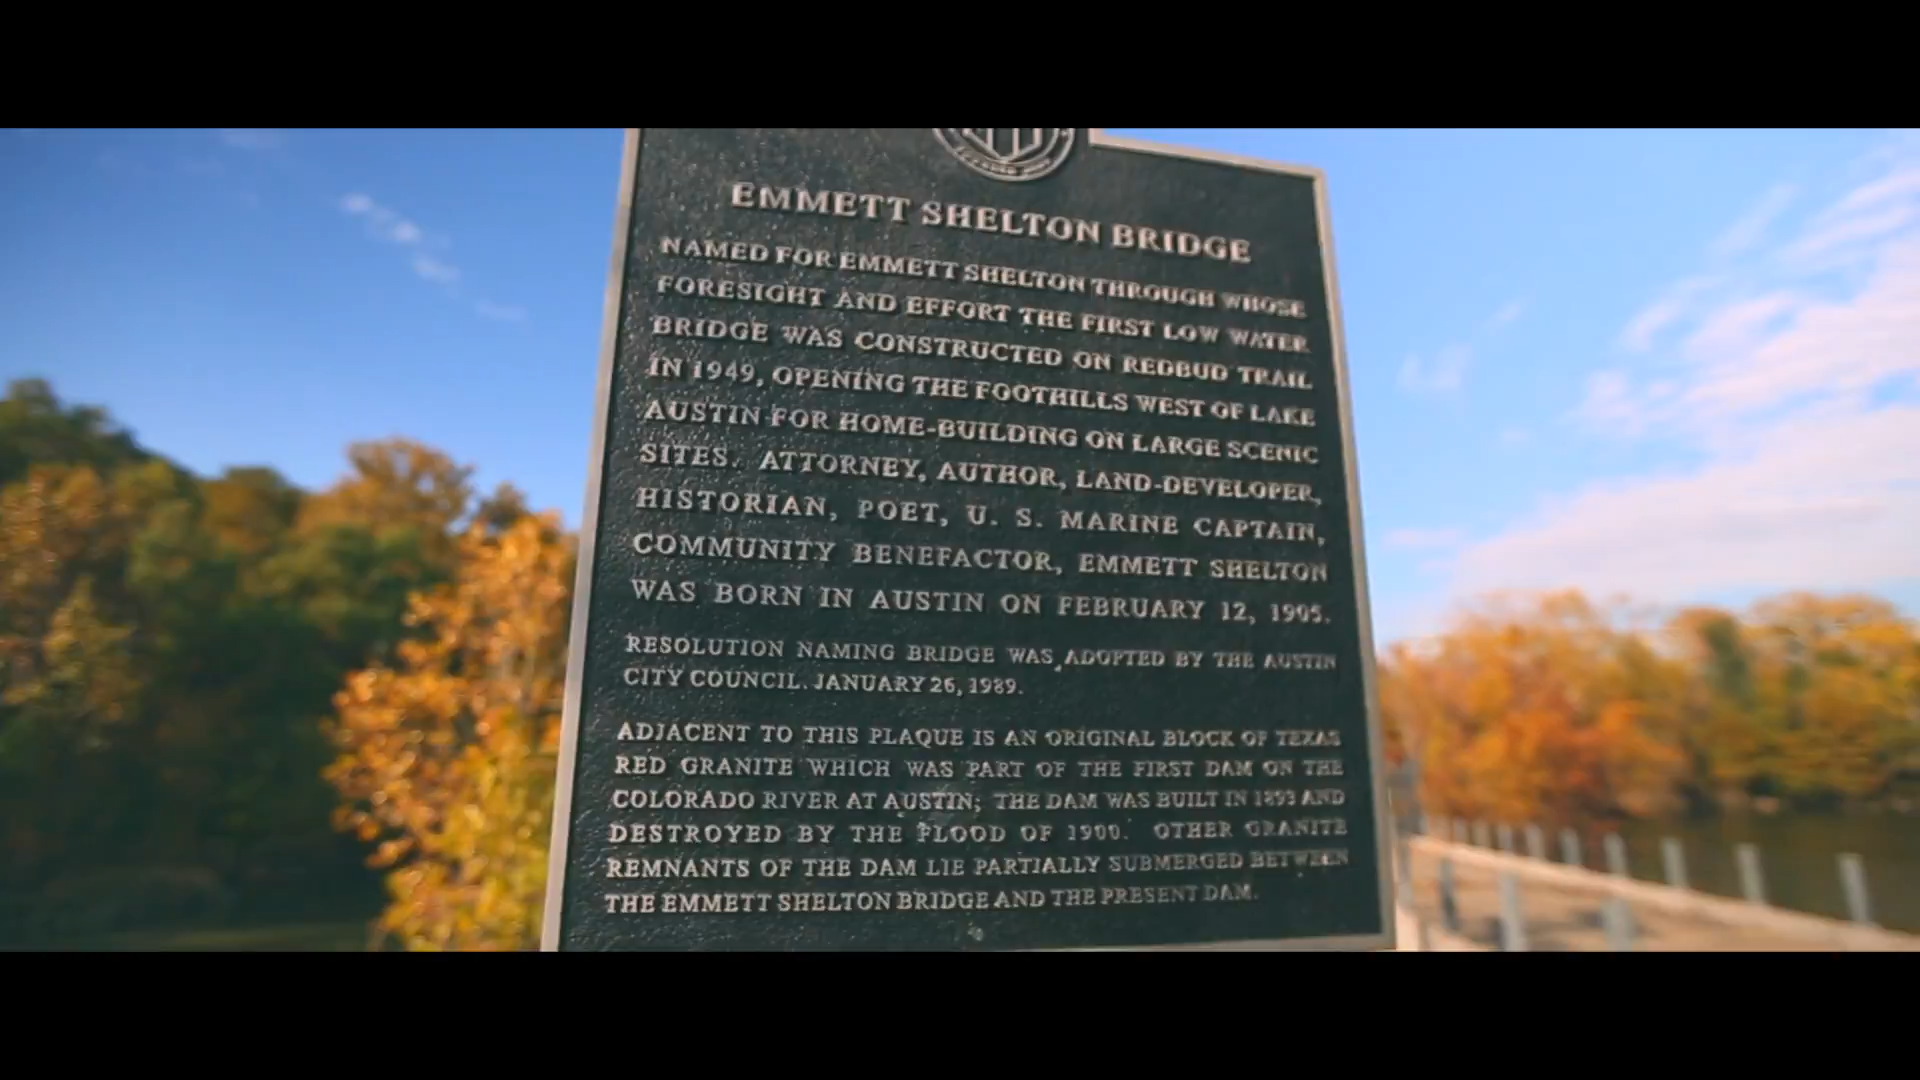 EMMETT SHELTON BRIDGE
NAMED FOR EMMETT SHELTON THROUGH WHOSE
FORESIGHT AND EFFORT THE FIRST LOW WATER
BRIDGE WAS CONSTRUCTED ON REDBUD TRAIL
IN 1949, OPENING THE FOOTHILLS WEST OF LAKE
AUSTIN FOR HOME-BUILDING ON LARGE SCENIC
SITES. ATTORNEY, AUTHOR, LAND-DEVELOPER,
HISTORIAN, POET, U. S. MARINE CAPTAIN,
COMMUNITY BENEFACTOR, EMMETT SHELTON
WAS BORN IN AUSTIN ON FEBRUARY 12, 1905.
RESOLUTION NAMING BRIDGE WAS ADOPTED BY THE AUSTIN
CITY COUNCIL. JANUARY 26, 1989.
ADJACENT TO THIS PLAQUE IS AN ORIGINAL BLOCK OF TEXAS
RED GRANITE WHICH WAS PART OF THE FIRST DAM ON THE
COLORADO RIVER AT AUSTIN; THE DAM WAS BUILT IN 1893 AND
DESTROYED BY THE FLOOD OF 1900. OTHER GRANITE
REMNANTS OF THE DAM LIE PARTIALLY SUBMERGED BETWEEN
THE EMMETT SHELTON BRIDGE AND THE PRESENT DAM.